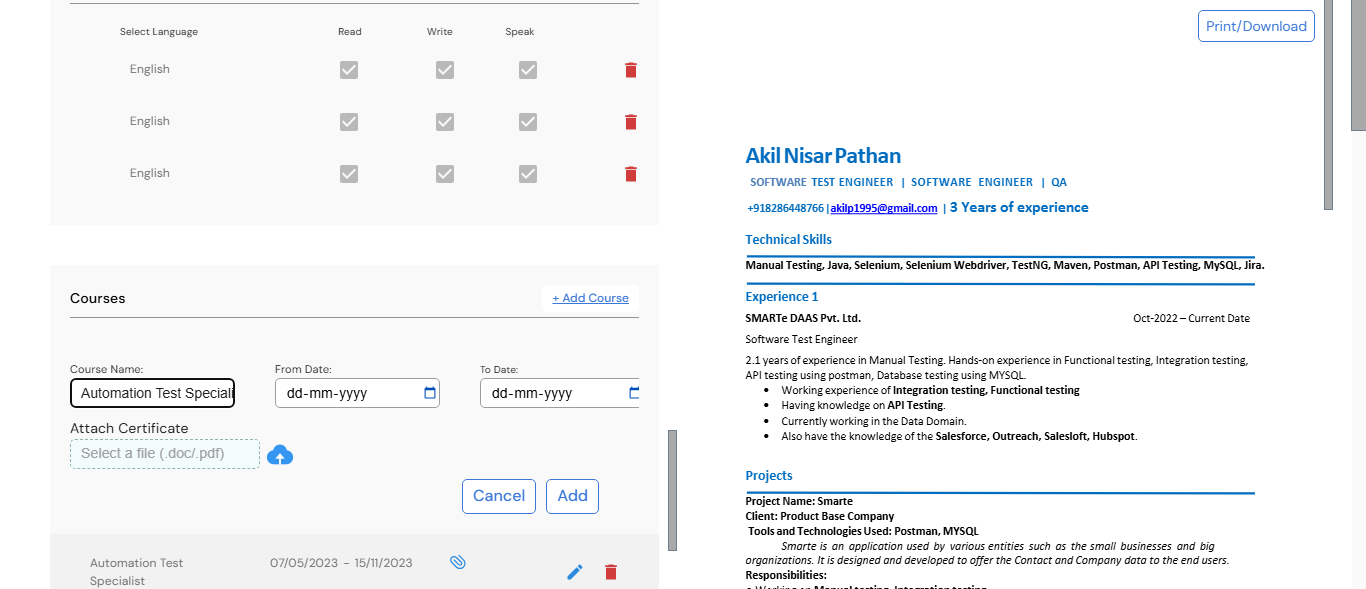 Select Language Read Write Speak
English
English
English
Courses
+ Add Course
Course Name: From Date: To Date:
Automation Test Speciali dd-mm-yyyy dd-mm-yyyy
Attach Certificate
Select a file (.doc/.pdf)
Cancel Add
Automation Test 07/05/2023 - 15/11/2023
Specialist
Print/Download
Akil Nisar Pathan
SOFTWARE TEST ENGINEER | SOFTWARE ENGINEER | QA
+918286448766 |akilp1995@gmail.com | 3 Years of experience
Technical Skills
Manual Testing, Java, Selenium, Selenium Webdriver, TestNG, Maven, Postman, API Testing, MySQL, Jira.
Experience 1
SMARTe DAAS Pvt. Ltd. Oct-2022 – Current Date
Software Test Engineer
2.1 years of experience in Manual Testing. Hands-on experience in Functional testing, Integration testing,
API testing using postman, Database testing using MYSQL.
• Working experience of Integration testing, Functional testing
• Having knowledge on API Testing.
• Currently working in the Data Domain.
• Also have the knowledge of the Salesforce, Outreach, Salesloft, Hubspot.
Projects
Project Name: Smarte
Client: Product Base Company
Tools and Technologies Used: Postman, MYSQL
Smarte is an application used by various entities such as the small businesses and big
organizations. It is designed and developed to offer the Contact and Company data to the end users.
Responsibilities:
• Working on Manual testing, Integration testing